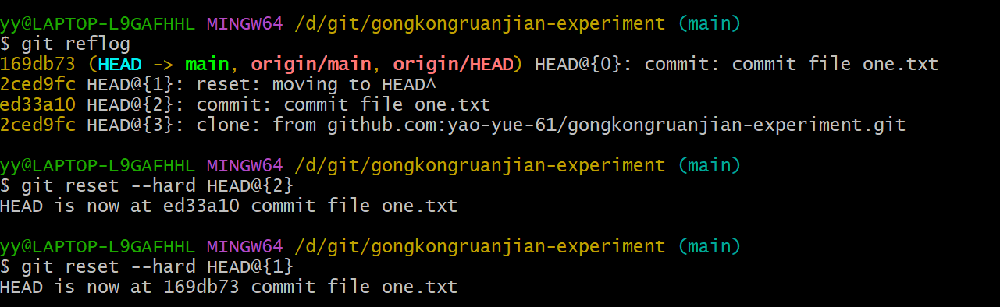 yy@LAPTOP-L9GAFHHL MINGW64 /d/git/gongkongruanjian-experiment (main)
$ git reflog
169db73 (HEAD -> main, origin/main, origin/HEAD) HEAD@{0}: commit: commit file one.txt
2ced9fc HEAD@{1}: reset: moving to HEAD^
ed33a10 HEAD@{2}: commit: commit file one.txt
2ced9fc HEAD@{3}: clone: from github.com:yao-yue-61/gongkongruanjian-experiment.git
yy@LAPTOP-L9GAFHHL MINGW64 /d/git/gongkongruanjian-experiment (main)
$ git reset --hard HEAD@{2}
HEAD is now at ed33a10 commit file one.txt
yy@LAPTOP-L9GAFHHL MINGW64 /d/git/gongkongruanjian-experiment (main)
$ git reset --hard HEAD@{1}
HEAD is now at 169db73 commit file one.txt